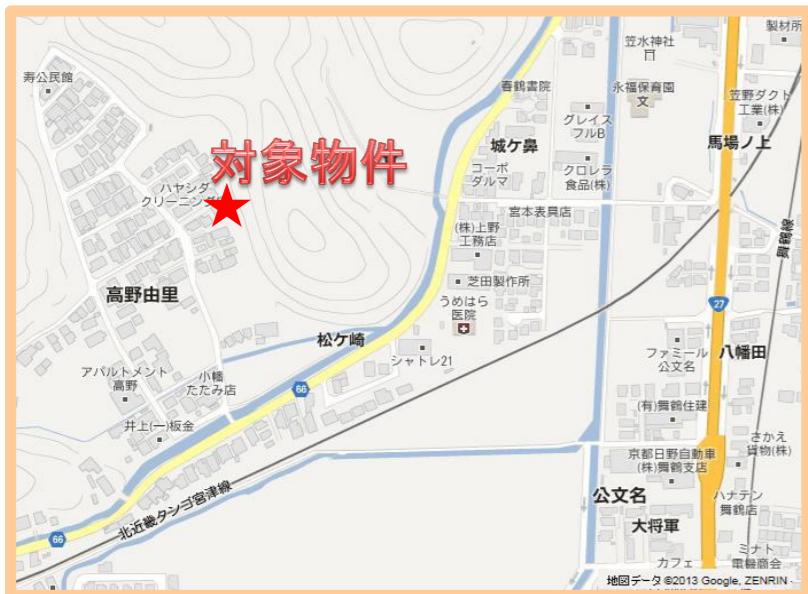 製材所
笠水神社
寿公民館
春鶴書院
永福保育園
文
笠野ダクト
工業(株)
グレイス
フルB
対象物件
城ケ鼻
馬場ノ上
コーポ
ダルマ
クロレラ
食品(株)
ハヤシダ
クリーニング
宮本表具店
(株)上野
工務店
舞鶴線
芝田製作所
高野由里
うめはら
医院
27
松ケ崎
シャトレ21
ファミール
公文名
八幡田
アパルトメント
高野
小幡
たたみ店
66
(有)舞鶴住建
井上(一)板金
京都日野自動車
(株)舞鶴支店
さかえ
貨物(株)
北近畿タンゴ宮津線
公文名
ハナテン
舞鶴店
大将軍
66
カフェ
ミナト
電機商会
地図データ ©2013 Google, ZENRIN